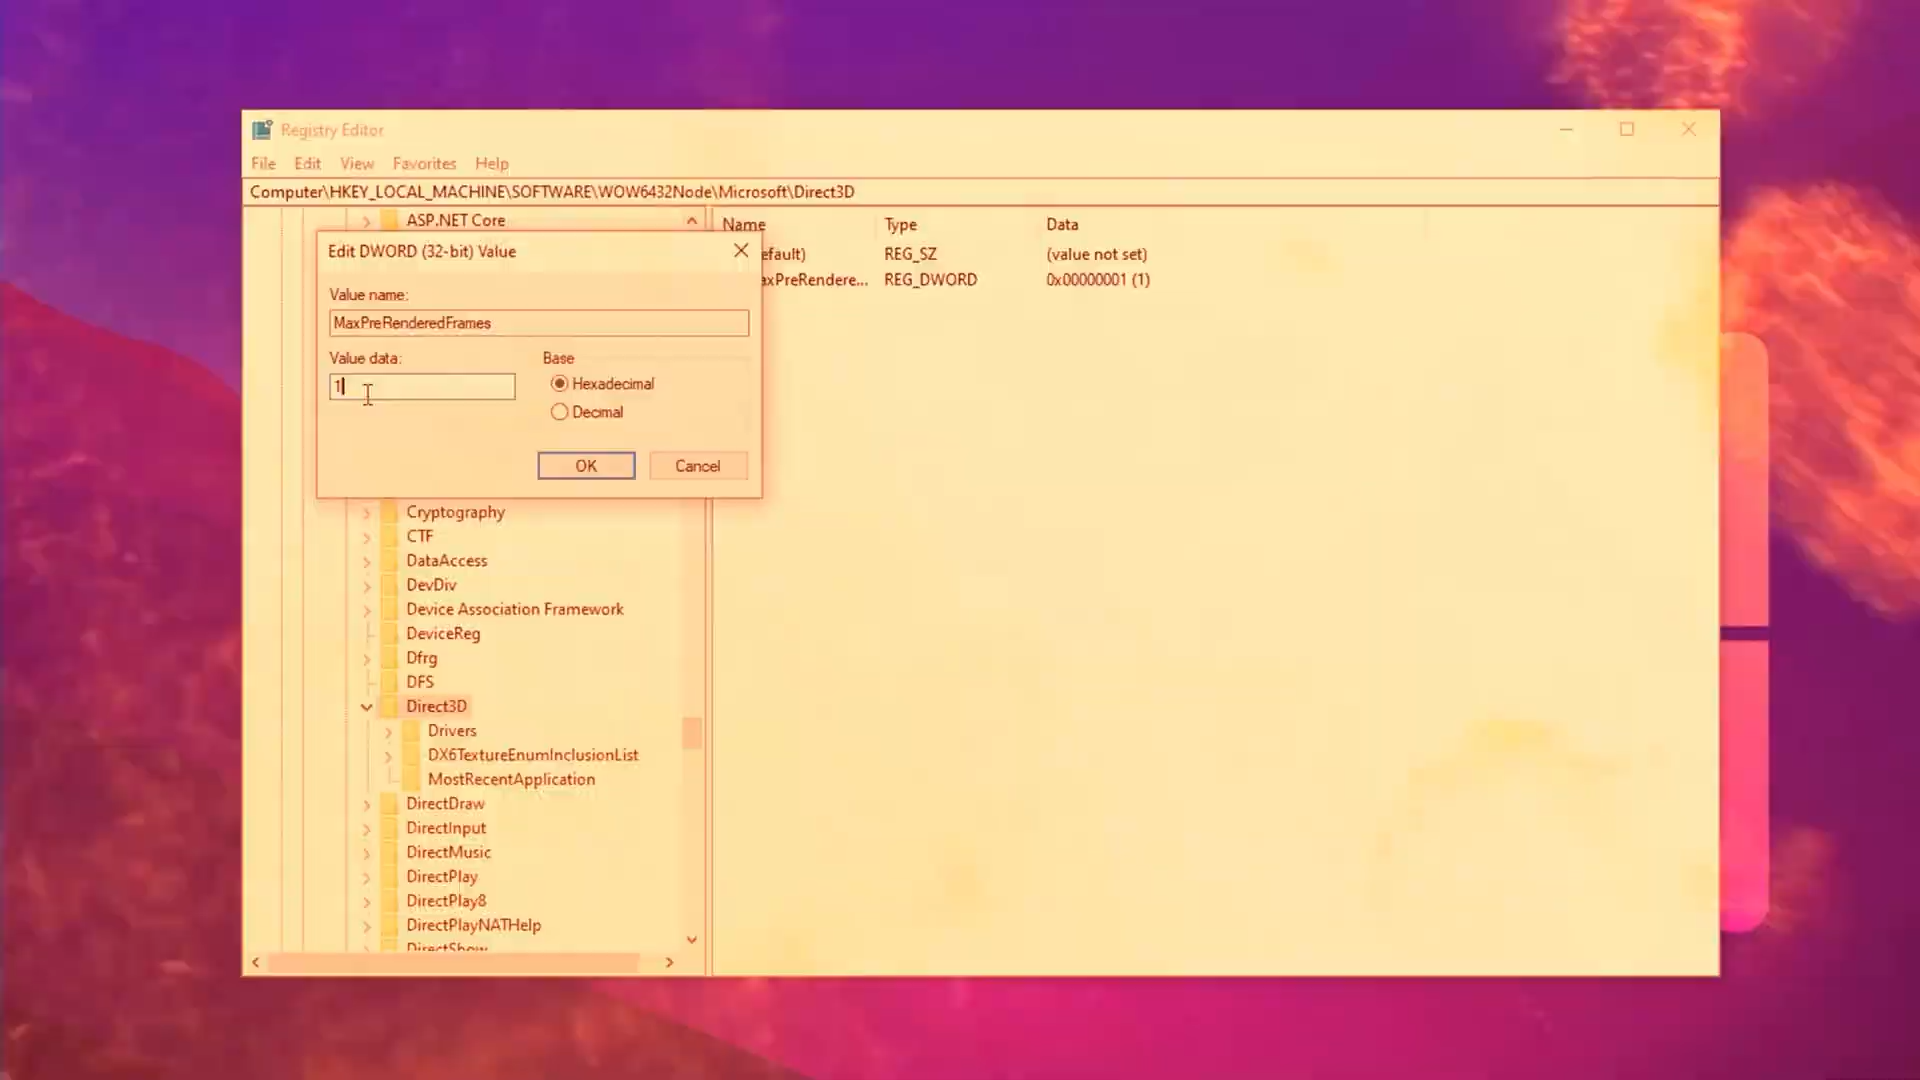 Registry Editor
File Edit View Favorites Help
Computer\HKEY_LOCAL_MACHINE\SOFTWARE\WOW6432Node\Microsoft\Direct3D
ASP.NET Core
Name Type Data
efault) REG_SZ (value not set)
axPreRendere... REG_DWORD 0x00000001 (1)
Edit DWORD (32-bit) Value
Value name:
MaxPreRenderedFrames
Value data:
1
Base
Hexadecimal
Decimal
OK Cancel
Cryptography
CTF
DataAccess
DevDiv
Device Association Framework
DeviceReg
Dfrg
DFS
Direct3D
Drivers
DX6TextureEnumInclusionList
MostRecentApplication
DirectDraw
DirectInput
DirectMusic
DirectPlay
DirectPlay8
DirectPlayNATHelp
DirectShow